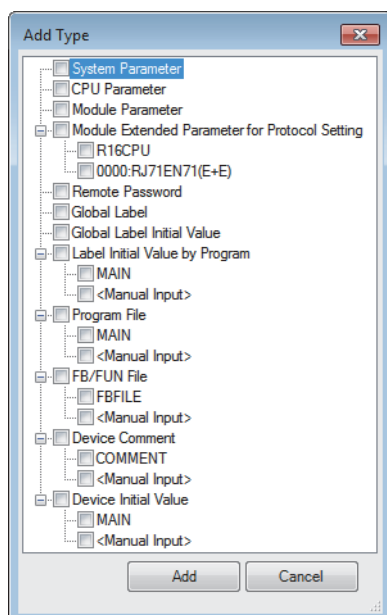 Add Type
System Parameter
CPU Parameter
Module Parameter
Module Extended Parameter for Protocol Setting
R16CPU
0000:RJ71EN71(E+E)
Remote Password
Global Label
Global Label Initial Value
Label Initial Value by Program
MAIN
<Manual Input>
Program File
MAIN
<Manual Input>
FB/FUN File
FBFILE
<Manual Input>
Device Comment
COMMENT
<Manual Input>
Device Initial Value
MAIN
<Manual Input>
Add Cancel